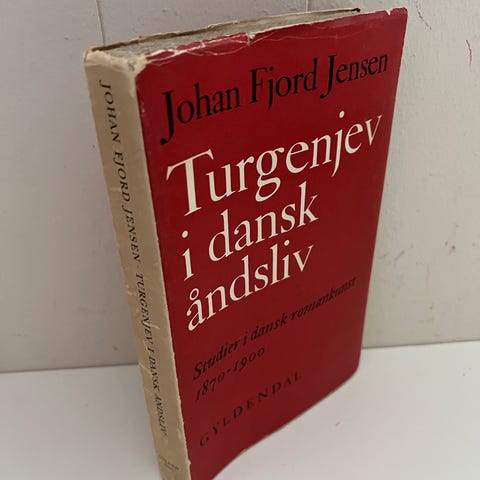 Johan Fjord Jensen
Turgenjev
i dansk
åndsliv
Studier i dansk romankunst
1870-1900
GYLDENDAL
JOHAN FJORD JENSEN · TURGENJEV I DANSK ÅNDSLIV